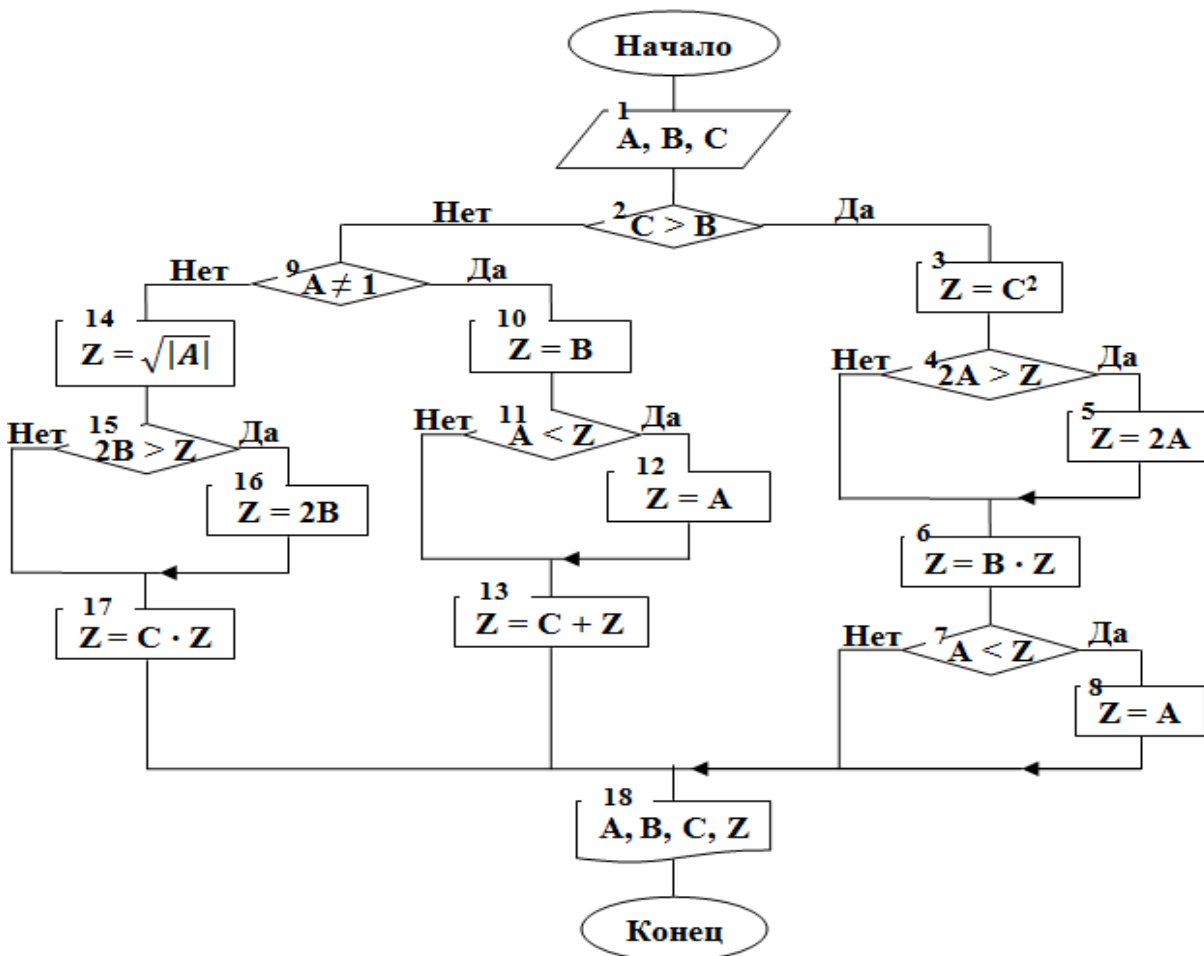 Начало
1
A, B, C
Нет
2
C > B
Да
Нет
9
A ≠ 1
Да
3
Z = C²
14
Z = √|A|
10
Z = B
Нет
4
2A > Z
Да
Нет
15
2B > Z
Да
Нет
11
A < Z
Да
5
Z = 2A
16
Z = 2B
12
Z = A
6
Z = B · Z
17
Z = C · Z
13
Z = C + Z
Нет
7
A < Z
Да
8
Z = A
18
A, B, C, Z
Конец